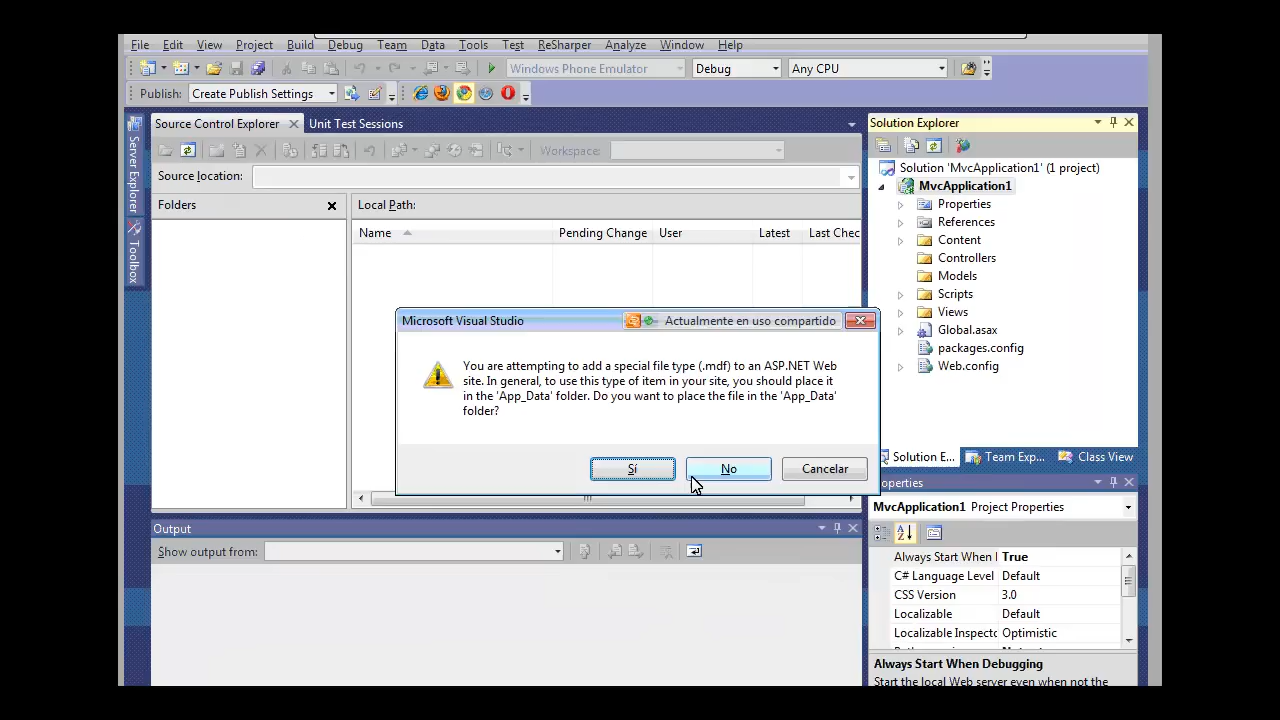 File Edit View Project Build Debug Team Data Tools Test ReSharper Analyze Window Help
Windows Phone Emulator Debug Any CPU
Publish: Create Publish Settings
Source Control Explorer Unit Test Sessions
Workspace:
Source location:
Folders
Local Path:
Name Pending Change User Latest Last Chec
Server Explorer
Toolbox
Solution Explorer
Solution 'MvcApplication1' (1 project)
MvcApplication1
Properties
References
Content
Controllers
Models
Scripts
Views
Global.asax
packages.config
Web.config
Microsoft Visual Studio Actualmente en uso compartido
You are attempting to add a special file type (.mdf) to an ASP.NET Web
site. In general, to use this type of item in your site, you should place it
in the 'App_Data' folder. Do you want to place the file in the 'App_Data'
folder?
Sí No Cancelar
Solution E... Team Exp... Class View
operties
MvcApplication1 Project Properties
Always Start When I True
C# Language Level Default
CSS Version 3.0
Localizable Default
Localizable Inspectc Optimistic
Always Start When Debugging
Start the local Web server even when not the
Output
Show output from: